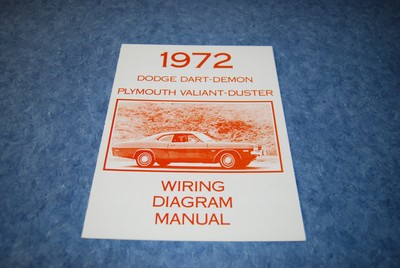 1972
DODGE DART-DEMON
PLYMOUTH VALIANT-DUSTER
WIRING
DIAGRAM
MANUAL